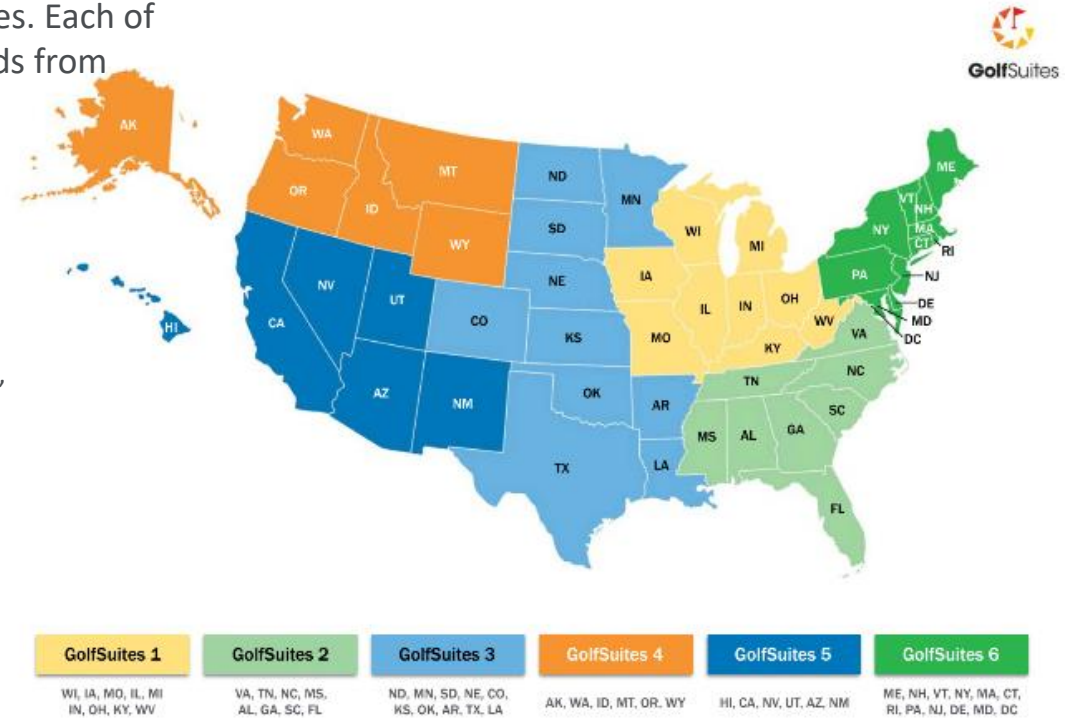 es. Each of
ds from
GolfSuites
AK
WA
MT
ND
MN
ME
OR
ID
VT
NH
SD
WI
NY
MA
WY
MI
CT
RI
NV
NE
IA
PA
NJ
UT
OH
DE
CA
CO
IL
IN
MD
HI
KS
MO
WV
VA
DC
KY
AZ
OK
TN
NC
NM
AR
SC
,
MS
AL
GA
TX
LA
FL
GolfSuites 1
GolfSuites 2
GolfSuites 3
GolfSuites 4
GolfSuites 5
GolfSuites 6
WI, IA, MO, IL, MI
IN, OH, KY, WV
VA, TN, NC, MS,
AL, GA, SC, FL
ND, MN, SD, NE, CO,
KS, OK, AR, TX, LA
AK, WA, ID, MT, OR, WY
HI, CA, NV, UT, AZ, NM
ME, NH, VT, NY, MA, CT,
RI, PA, NJ, DE, MD, DC